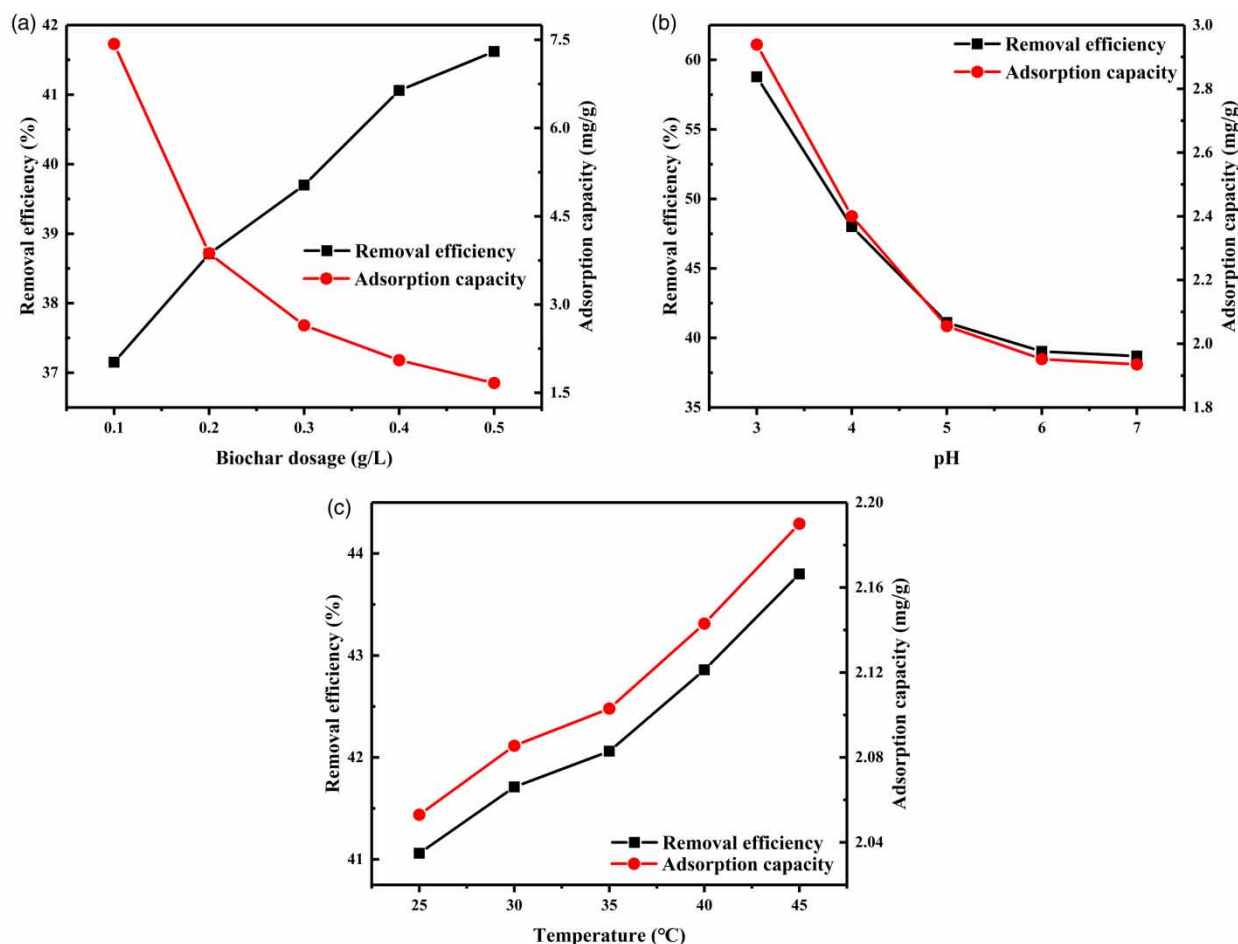 (a)
42
41
40
39
38
37
Removal efficiency (%)
7.5
6.0
4.5
3.0
1.5
Adsorption capacity (mg/g)
Removal efficiency
Adsorption capacity
0.1 0.2 0.3 0.4 0.5
Biochar dosage (g/L)
(b)
60
55
50
45
40
35
Removal efficiency (%)
3.0
2.8
2.6
2.4
2.2
2.0
1.8
Adsorption capacity (mg/g)
Removal efficiency
Adsorption capacity
3 4 5 6 7
pH
(c)
44
43
42
41
Removal efficiency (%)
2.20
2.16
2.12
2.08
2.04
Adsorption capacity (mg/g)
Removal efficiency
Adsorption capacity
25 30 35 40 45
Temperature (°C)